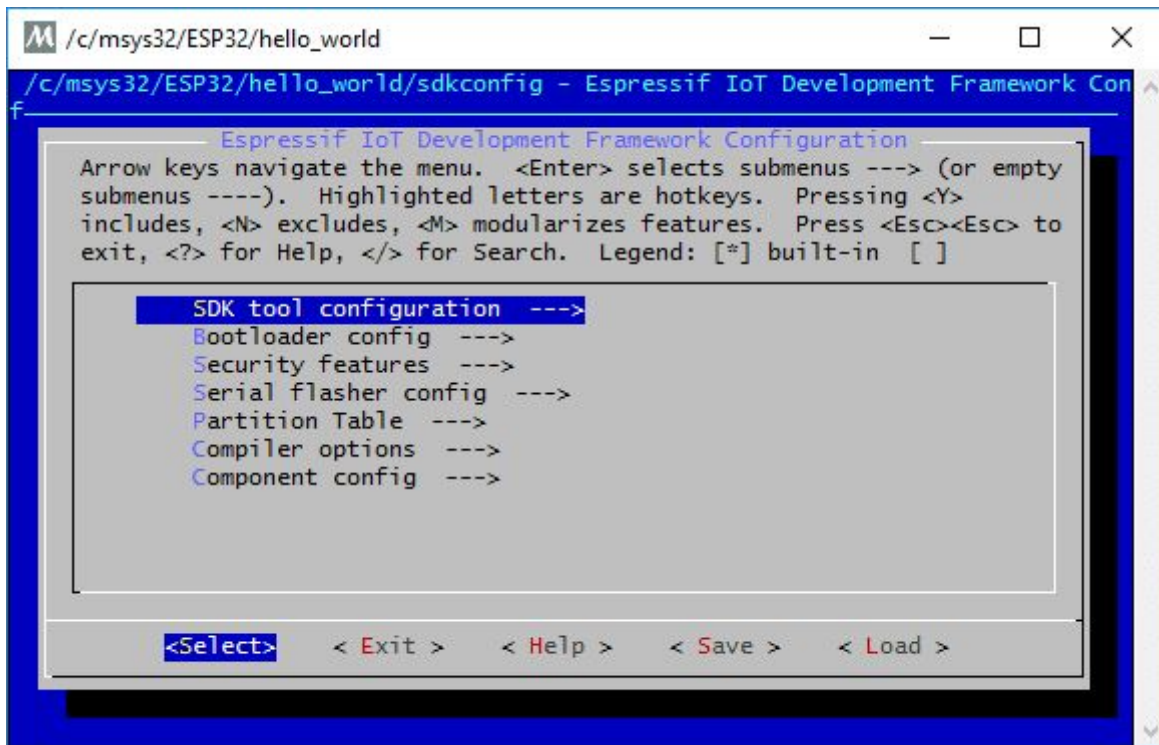 /c/msys32/ESP32/hello_world
/c/msys32/ESP32/hello_world/sdkconfig - Espressif IoT Development Framework Con
f
Espressif IoT Development Framework Configuration
Arrow keys navigate the menu.  <Enter> selects submenus ---> (or empty
submenus ----).  Highlighted letters are hotkeys.  Pressing <Y>
includes, <N> excludes, <M> modularizes features.  Press <Esc><Esc> to
exit, <?> for Help, </> for Search.  Legend: [*] built-in  [ ]
SDK tool configuration  --->
Bootloader config  --->
Security features  --->
Serial flasher config  --->
Partition Table  --->
Compiler options  --->
Component config  --->
<Select>    < Exit >    < Help >    < Save >    < Load >